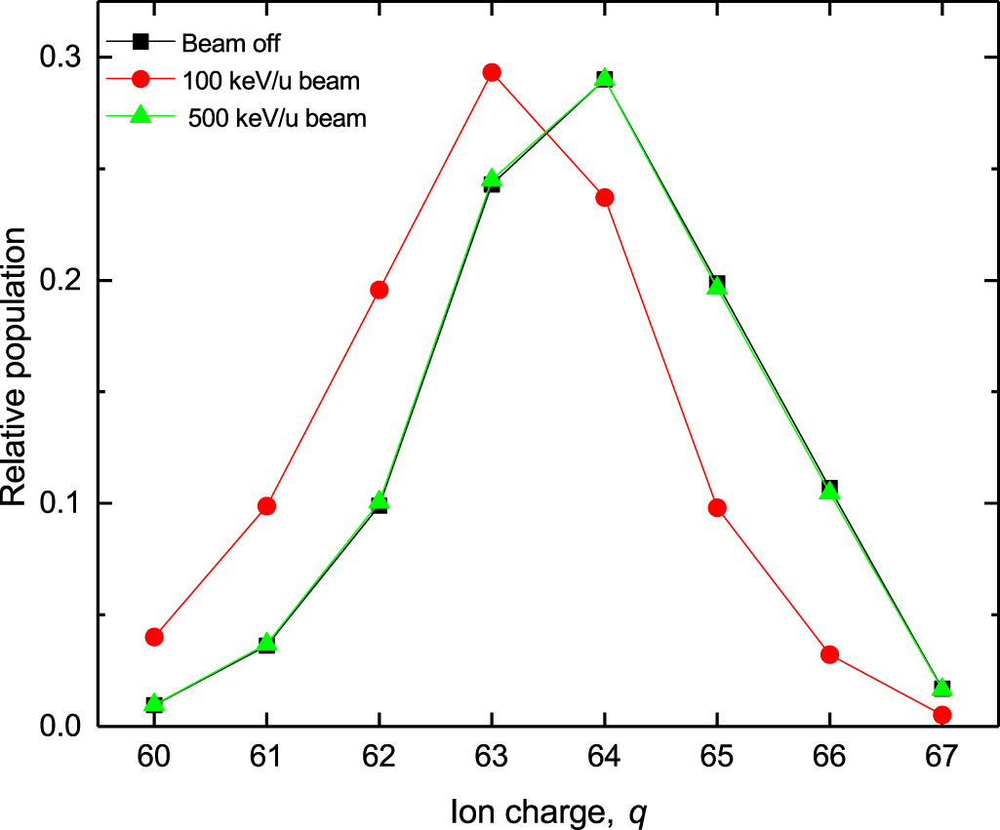 Beam off
100 keV/u beam
500 keV/u beam
0.3
0.2
0.1
0.0
Relative population
60 61 62 63 64 65 66 67
Ion charge, q